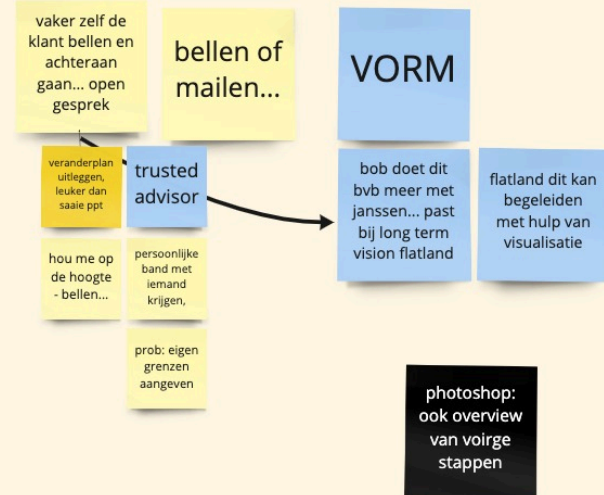 vaker zelf de
klant bellen en
achteraan
gaan... open
gesprek
bellen of
mailen...
VORM
veranderplan
uitleggen,
leuker dan
saaie ppt
trusted
advisor
bob doet dit
bvb meer met
janssen... past
bij long term
vision flatland
flatland dit kan
begeleiden
met hulp van
visualisatie
hou me op
de hoogte
- bellen...
persoonlijke
band met
iemand
krijgen,
prob: eigen
grenzen
aangeven
photoshop:
ook overview
van voirge
stappen